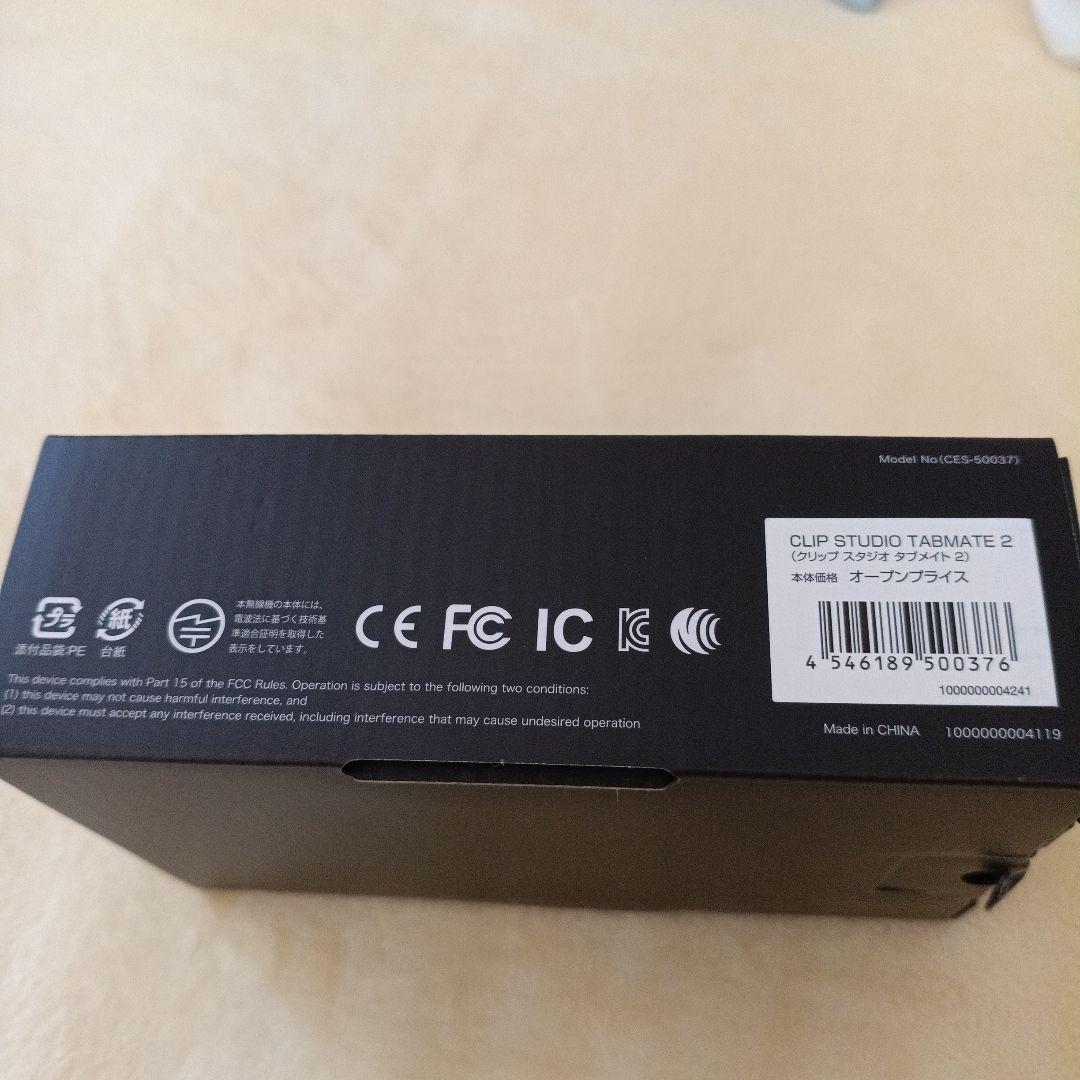 Model No(CES-50037)
CLIP STUDIO TABMATE 2
(クリップ スタジオ タブメイト 2)
本体価格 オープンプライス
4 546189 500376
1000000004241
プラ
添付品袋:PE
紙
台紙
本無線機の本体には、
電波法に基づく技術基
準適合証明を取得した
表示をしています。
CE FC IC KC
This device complies with Part 15 of the FCC Rules. Operation is subject to the following two conditions:
(1) this device may not cause harmful interference, and
(2) this device must accept any interference received, including interference that may cause undesired operation
Made in CHINA 1000000004119